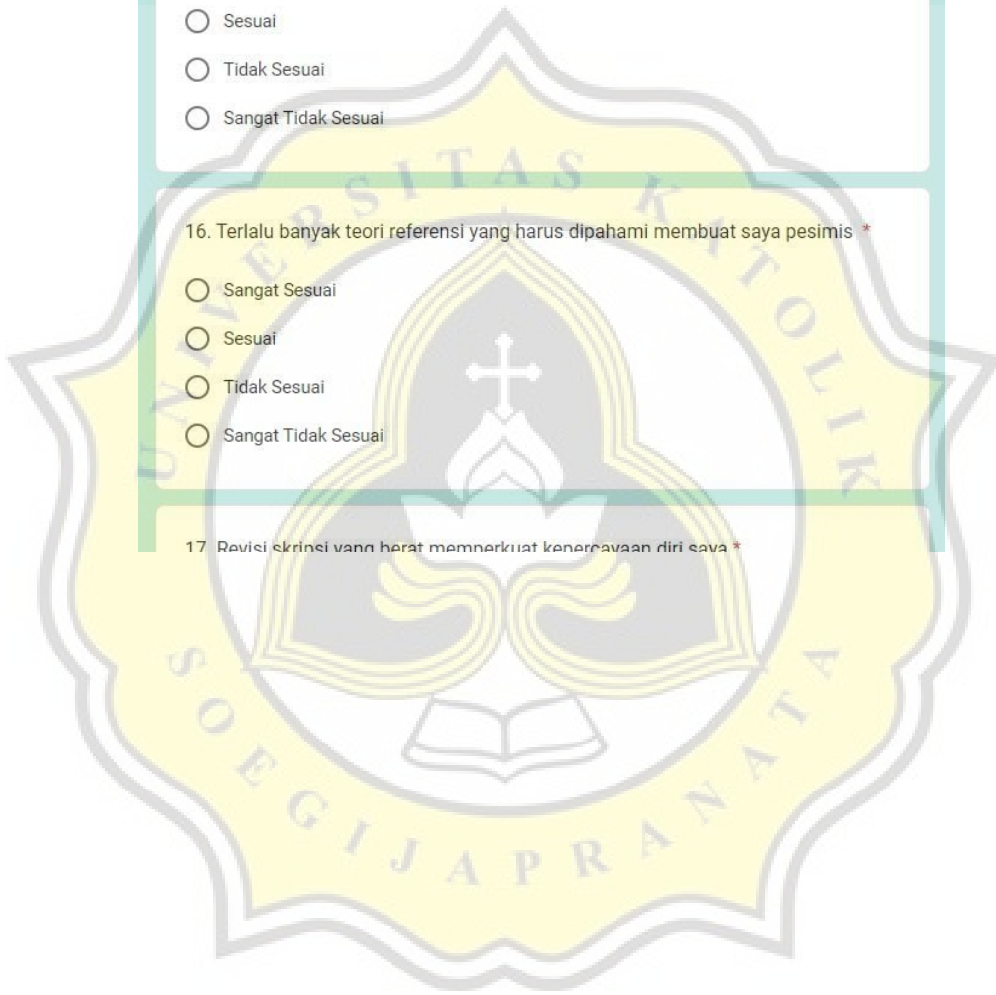 Sesuai
Tidak Sesuai
Sangat Tidak Sesuai
16. Terlalu banyak teori referensi yang harus dipahami membuat saya pesimis *
Sangat Sesuai
Sesuai
Tidak Sesuai
Sangat Tidak Sesuai
17. Revisi skripsi yang berat memperkuat kepercayaan diri saya *
UNIVERSITAS KATOLIK
SOEGIJAPRANATA